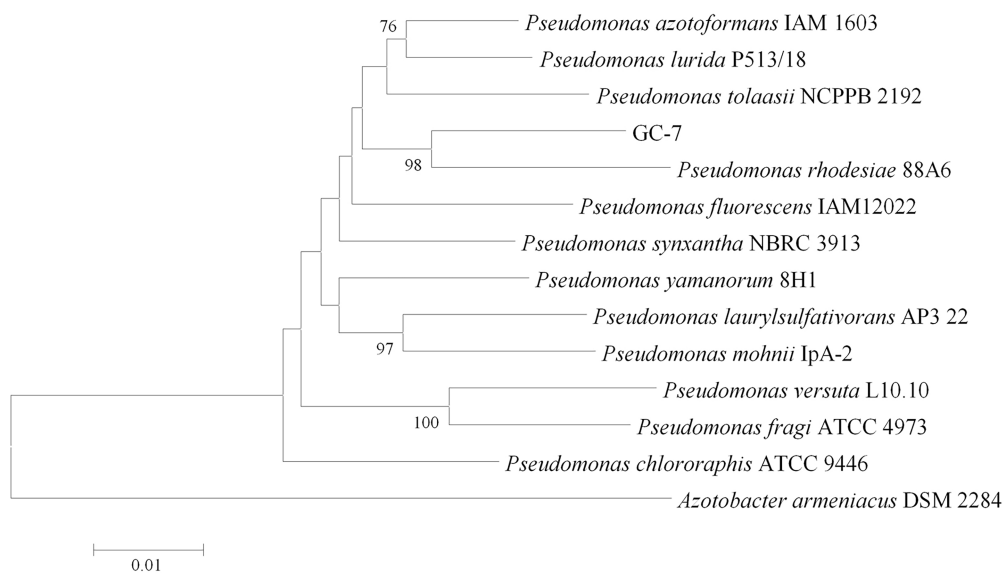 76
Pseudomonas azotoformans IAM 1603
Pseudomonas lurida P513/18
Pseudomonas tolaasii NCPPB 2192
GC-7
98
Pseudomonas rhodesiae 88A6
Pseudomonas fluorescens IAM12022
Pseudomonas synxantha NBRC 3913
Pseudomonas yamanorum 8H1
Pseudomonas laurylsulfativorans AP3 22
97
Pseudomonas mohnii IpA-2
Pseudomonas versuta L10.10
100
Pseudomonas fragi ATCC 4973
Pseudomonas chlororaphis ATCC 9446
Azotobacter armeniacus DSM 2284
0.01